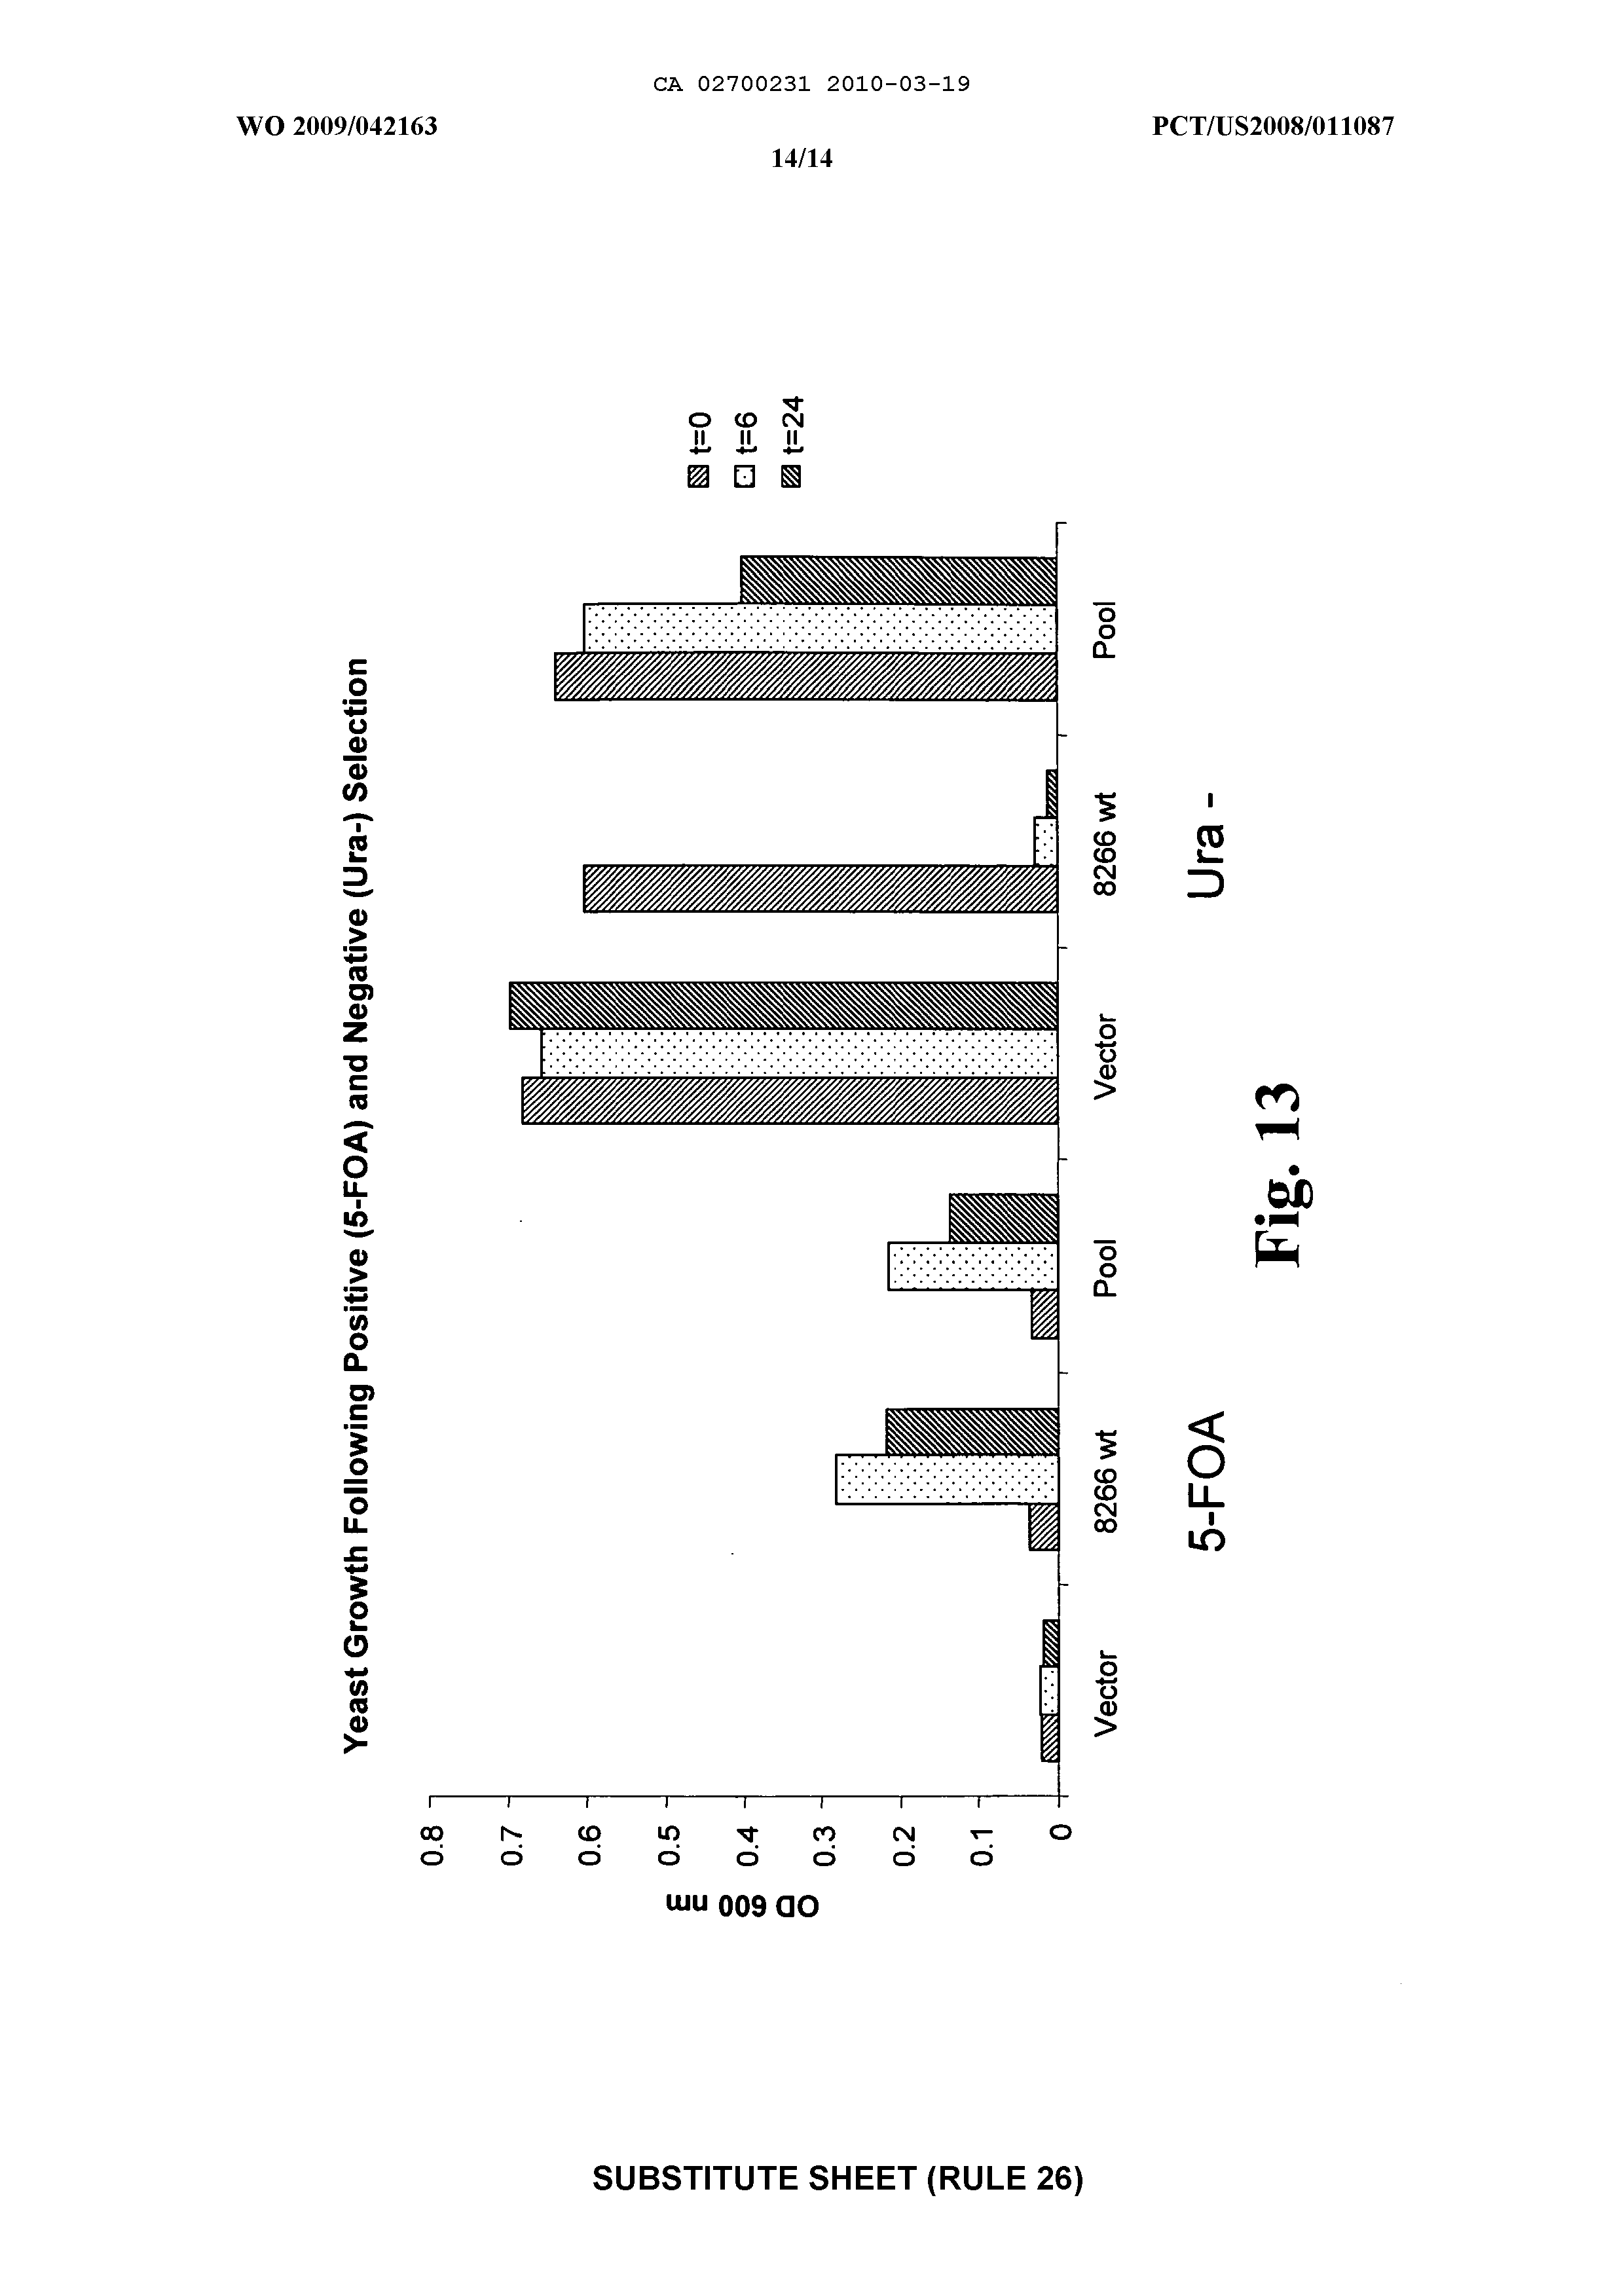 CA 02700231 2010-03-19
WO 2009/042163
PCT/US2008/011087
14/14
Yeast Growth Following Positive (5-FOA) and Negative (Ura-) Selection
OD 600 nm
0.8
0.7
0.6
0.5
0.4
0.3
0.2
0.1
0
Vector
8266 wt
Pool
Vector
8266 wt
Pool
5-FOA
Ura -
t=0
t=6
t=24
Fig. 13
SUBSTITUTE SHEET (RULE 26)